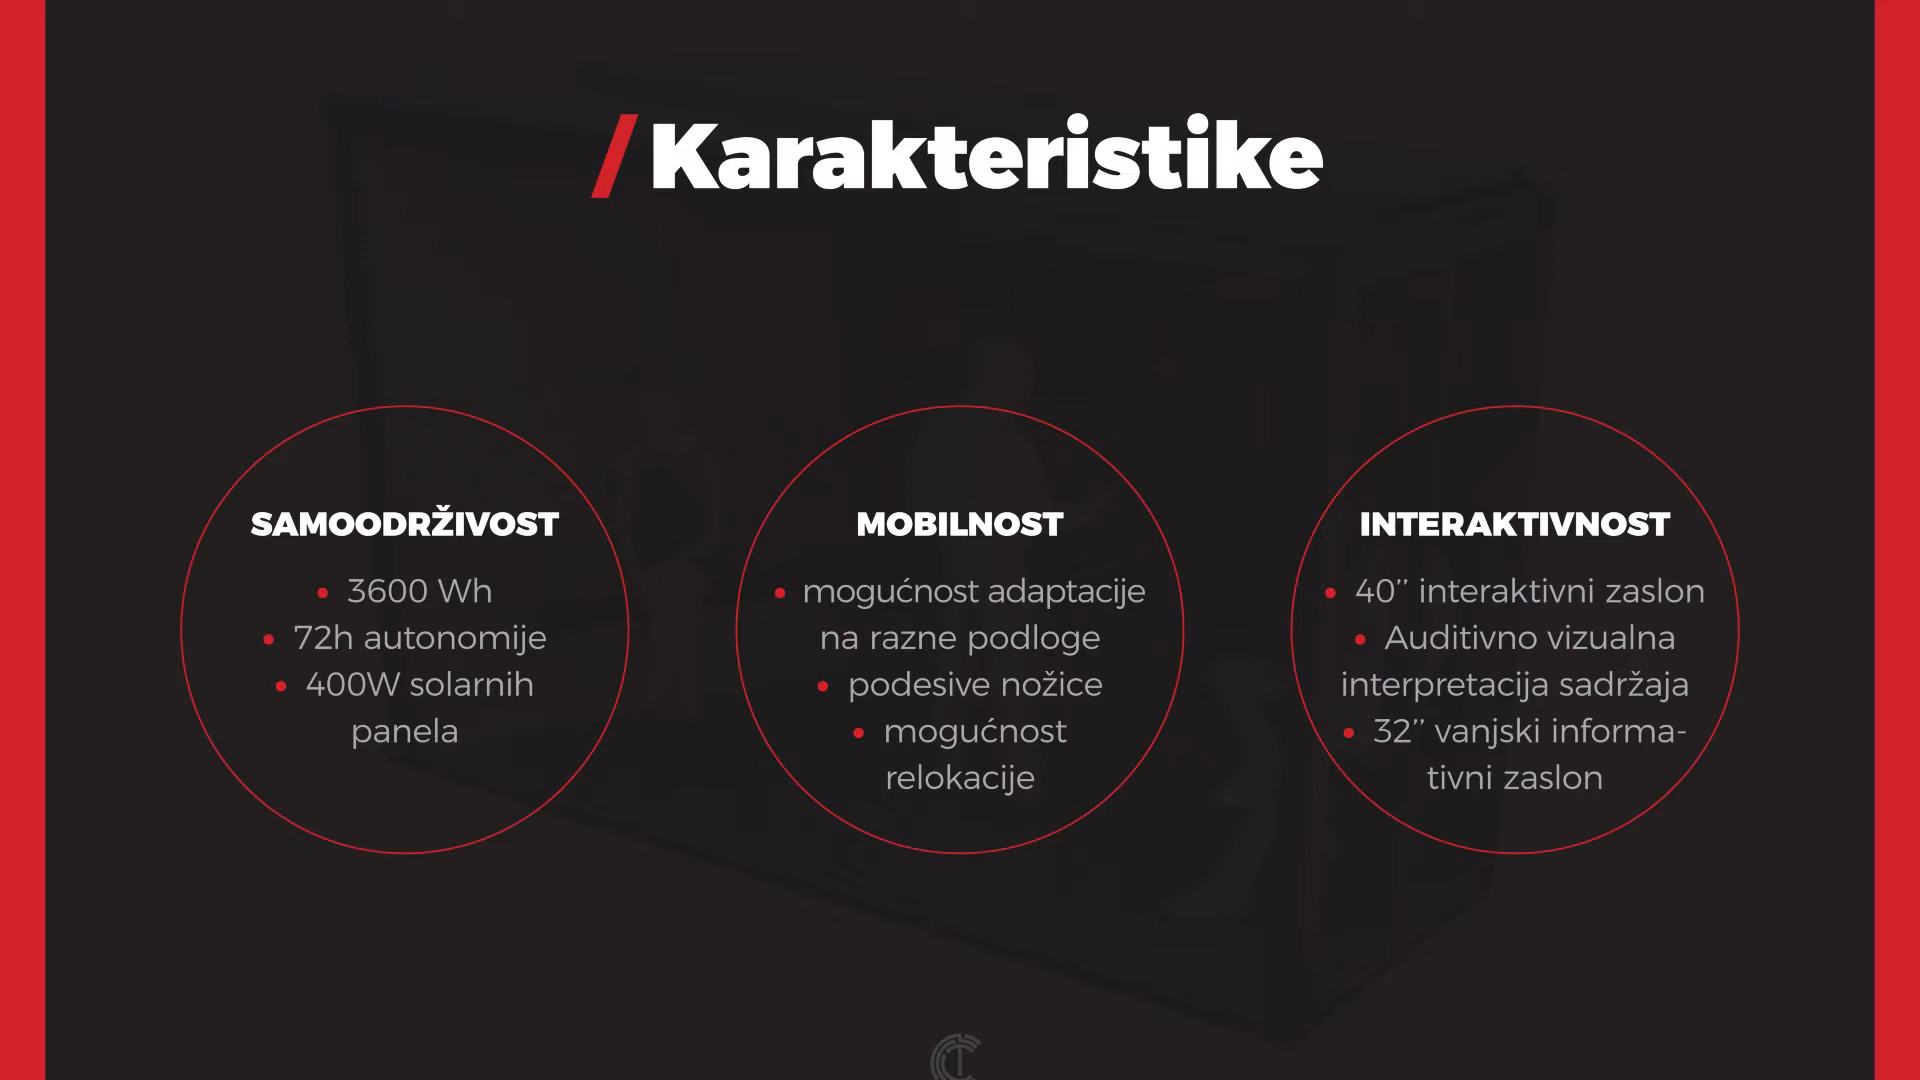 /Karakteristike
SAMOODRŽIVOST
• 3600 Wh
• 72h autonomije
• 400W solarnih
panela
MOBILNOST
• mogućnost adaptacije
na razne podloge
• podesive nožice
• mogućnost
relokacije
INTERAKTIVNOST
• 40’’ interaktivni zaslon
• Auditivno vizualna
interpretacija sadržaja
• 32’’ vanjski informa-
tivni zaslon